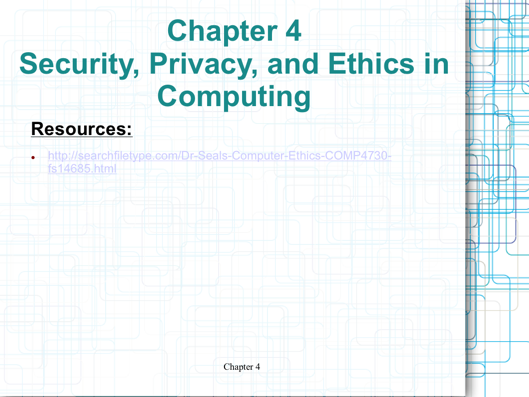 Chapter 4
Security, Privacy, and Ethics in
Computing
Resources:
http://searchfiletype.com/Dr-Seals-Computer-Ethics-COMP4730-
fs14685.html
Chapter 4